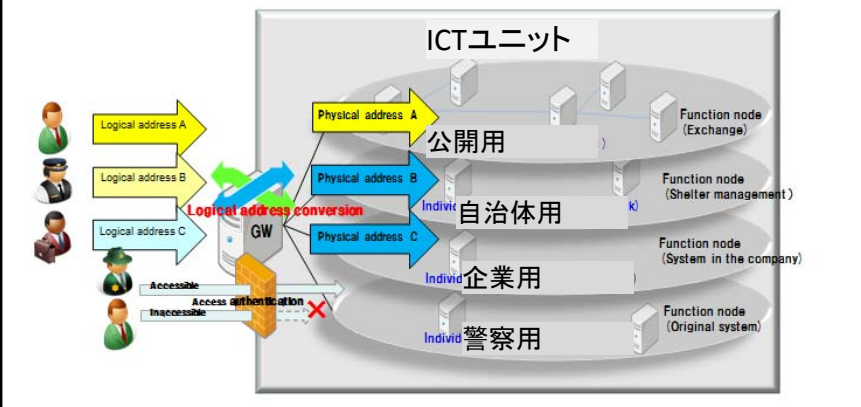 ICTユニット
Logical address A
Physical address A
Function node
(Exchange)
公開用
)
Logical address B
Physical address B
Function node
(Shelter management)
Logical address conversion
Individ
自治体用
k)
Logical address C
GW
Physical address C
Function node
(System in the company)
Individ
企業用
)
Accessible
Access authentication
Inaccessible
Function node
(Original system)
Individ
警察用